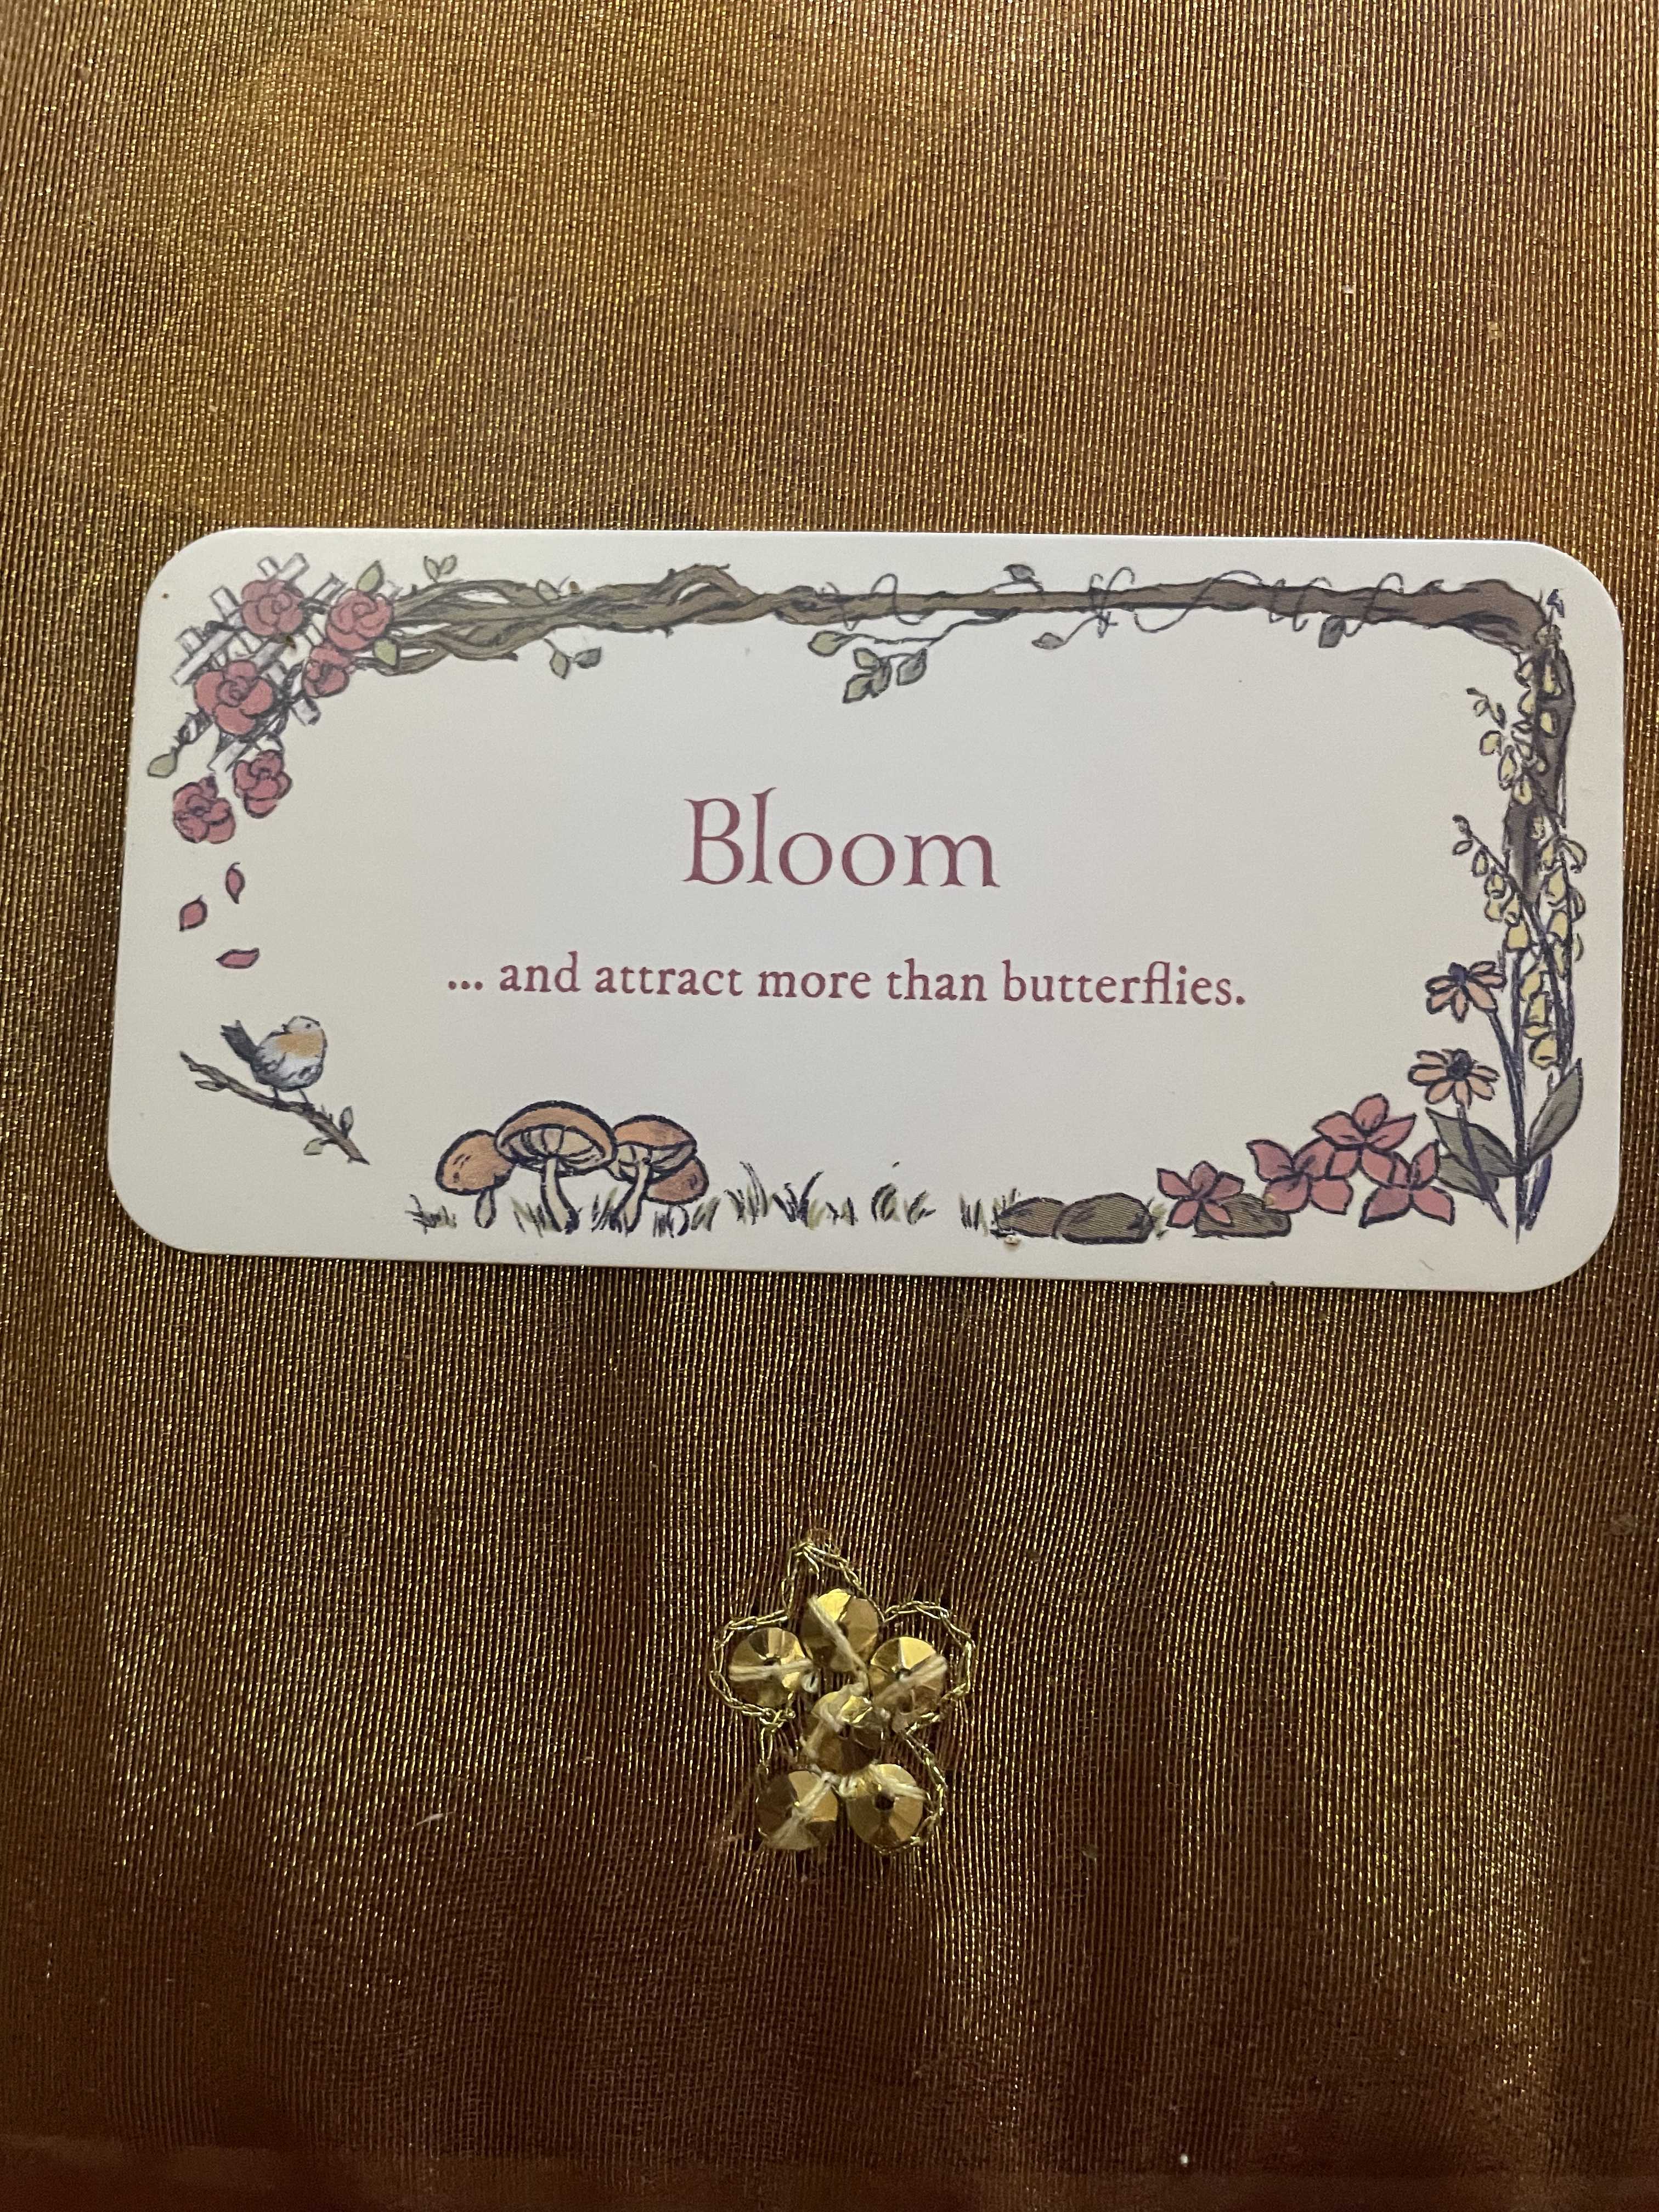 Bloom
... and attract more than butterflies.